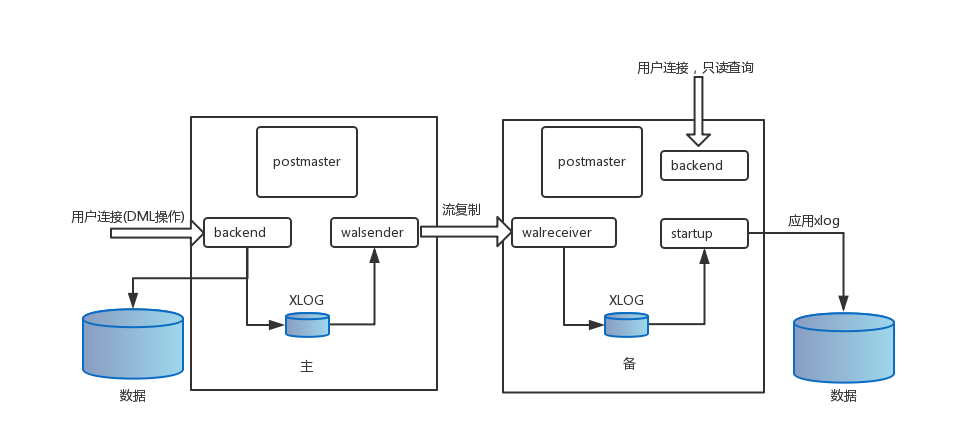 用户连接，只读查询
postmaster
postmaster
backend
用户连接(DML操作)
backend
walsender
流复制
walreceiver
startup
应用xlog
XLOG
XLOG
主
备
数据
数据